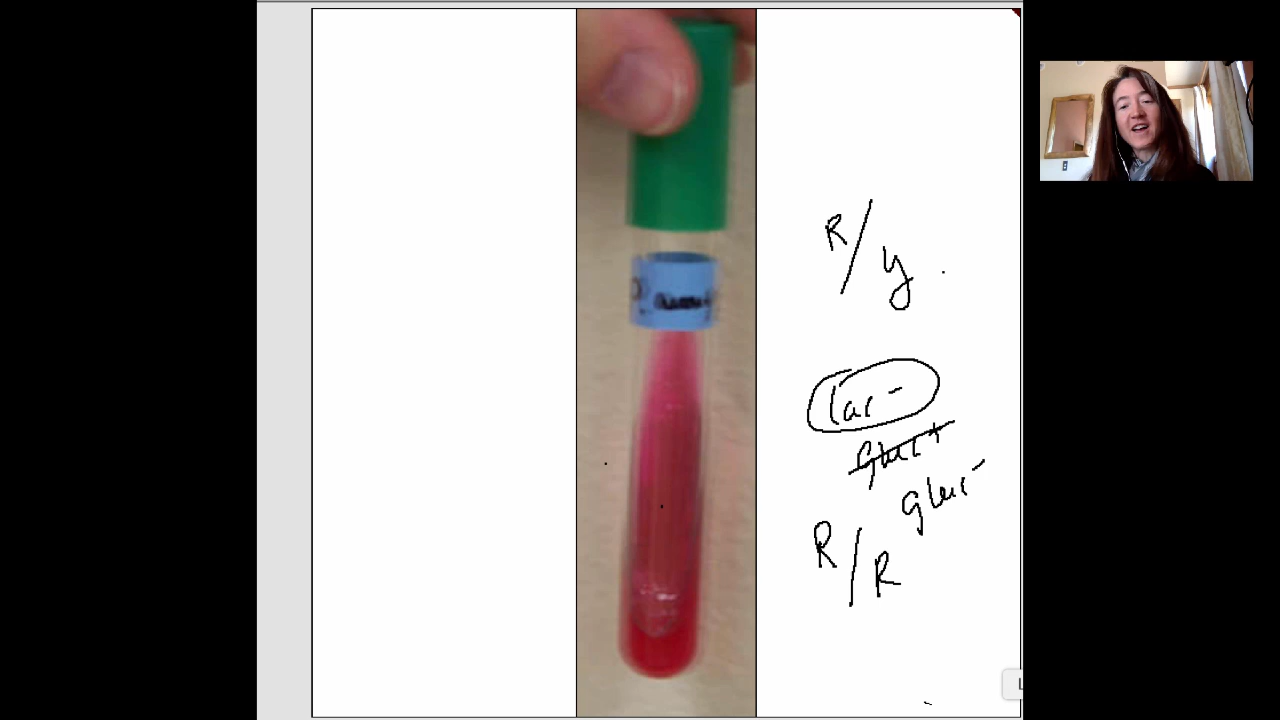 R/y.
lac -
Gluc +
gluc -
R/R
L